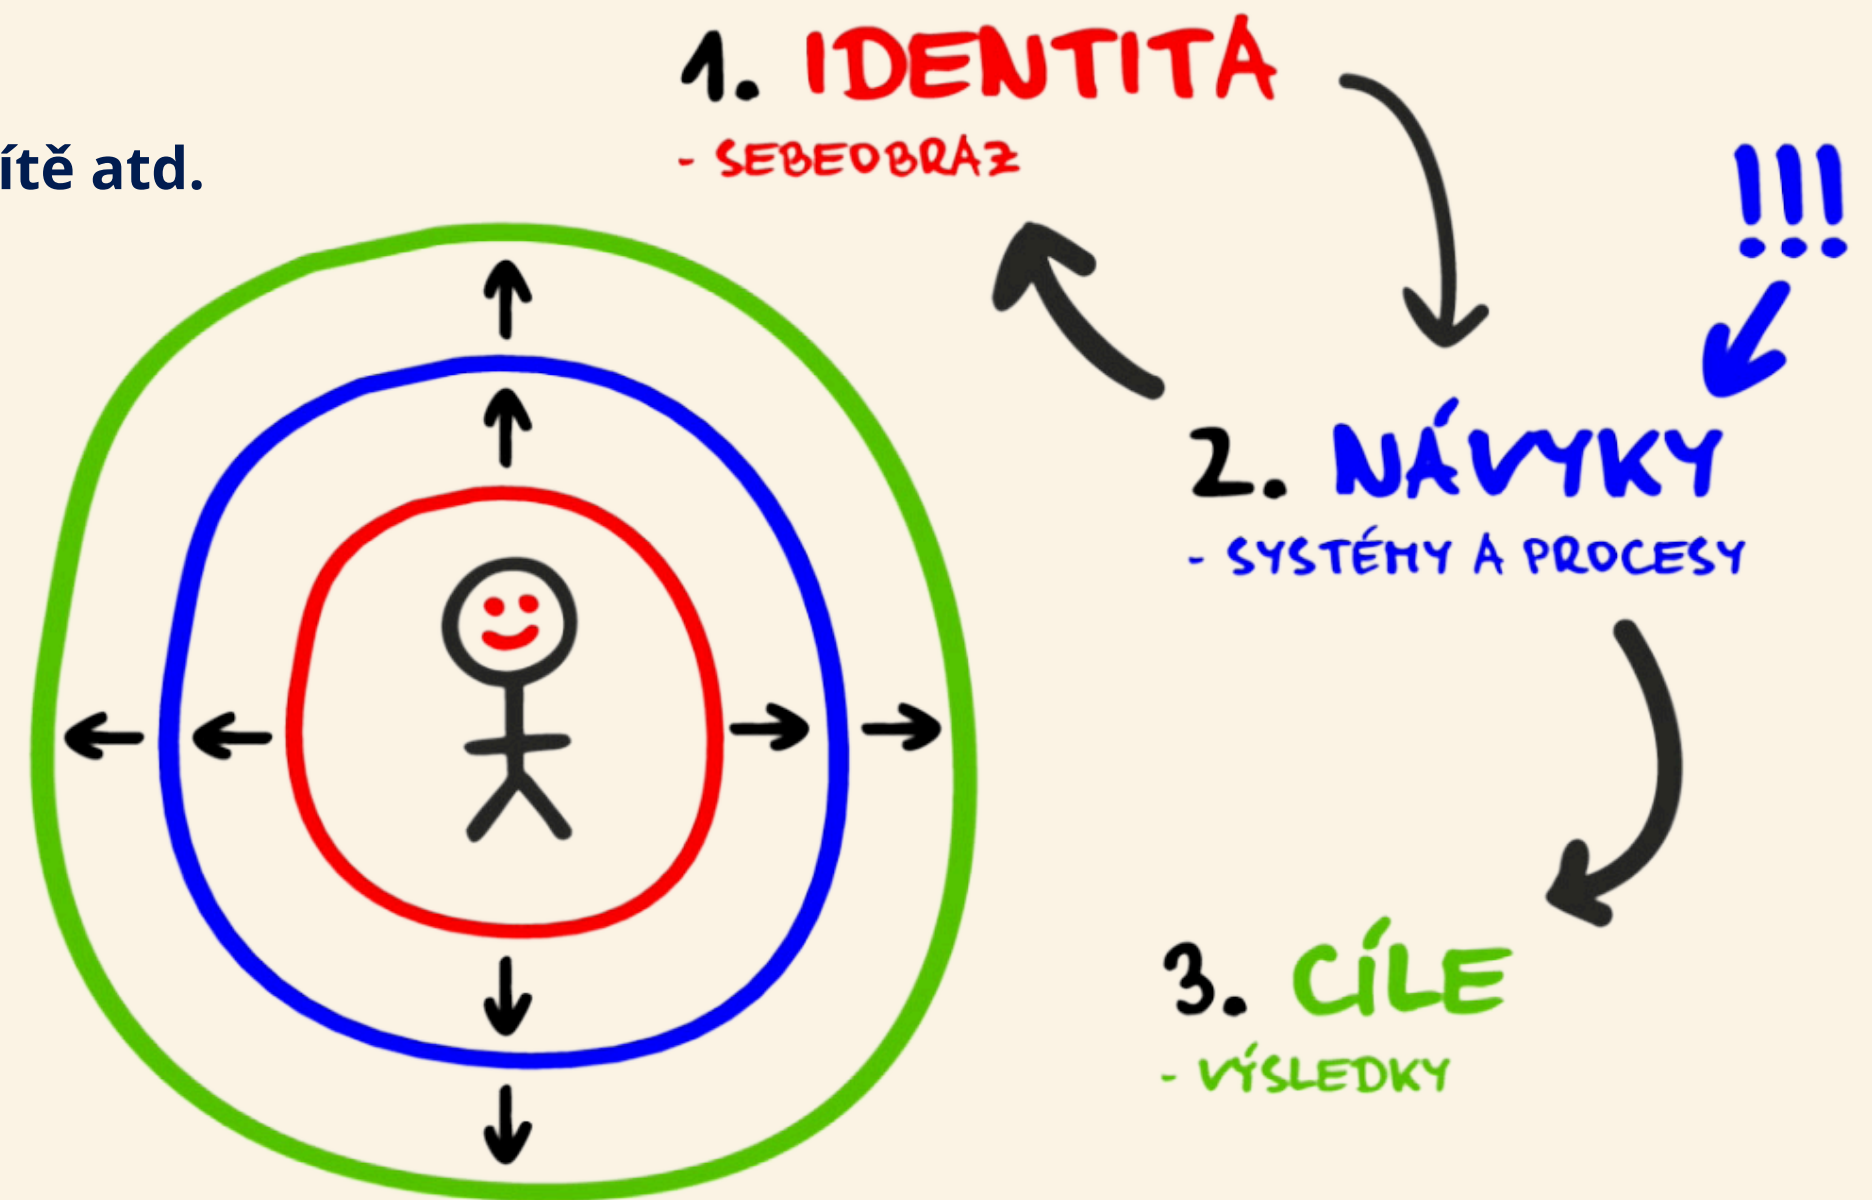 1. IDENTITA
- SEBEOBRAZ
ítě atd.
!!!
2. NÁVYKY
- SYSTÉMY A PROCESY
3. CÍLE
- VÝSLEDKY